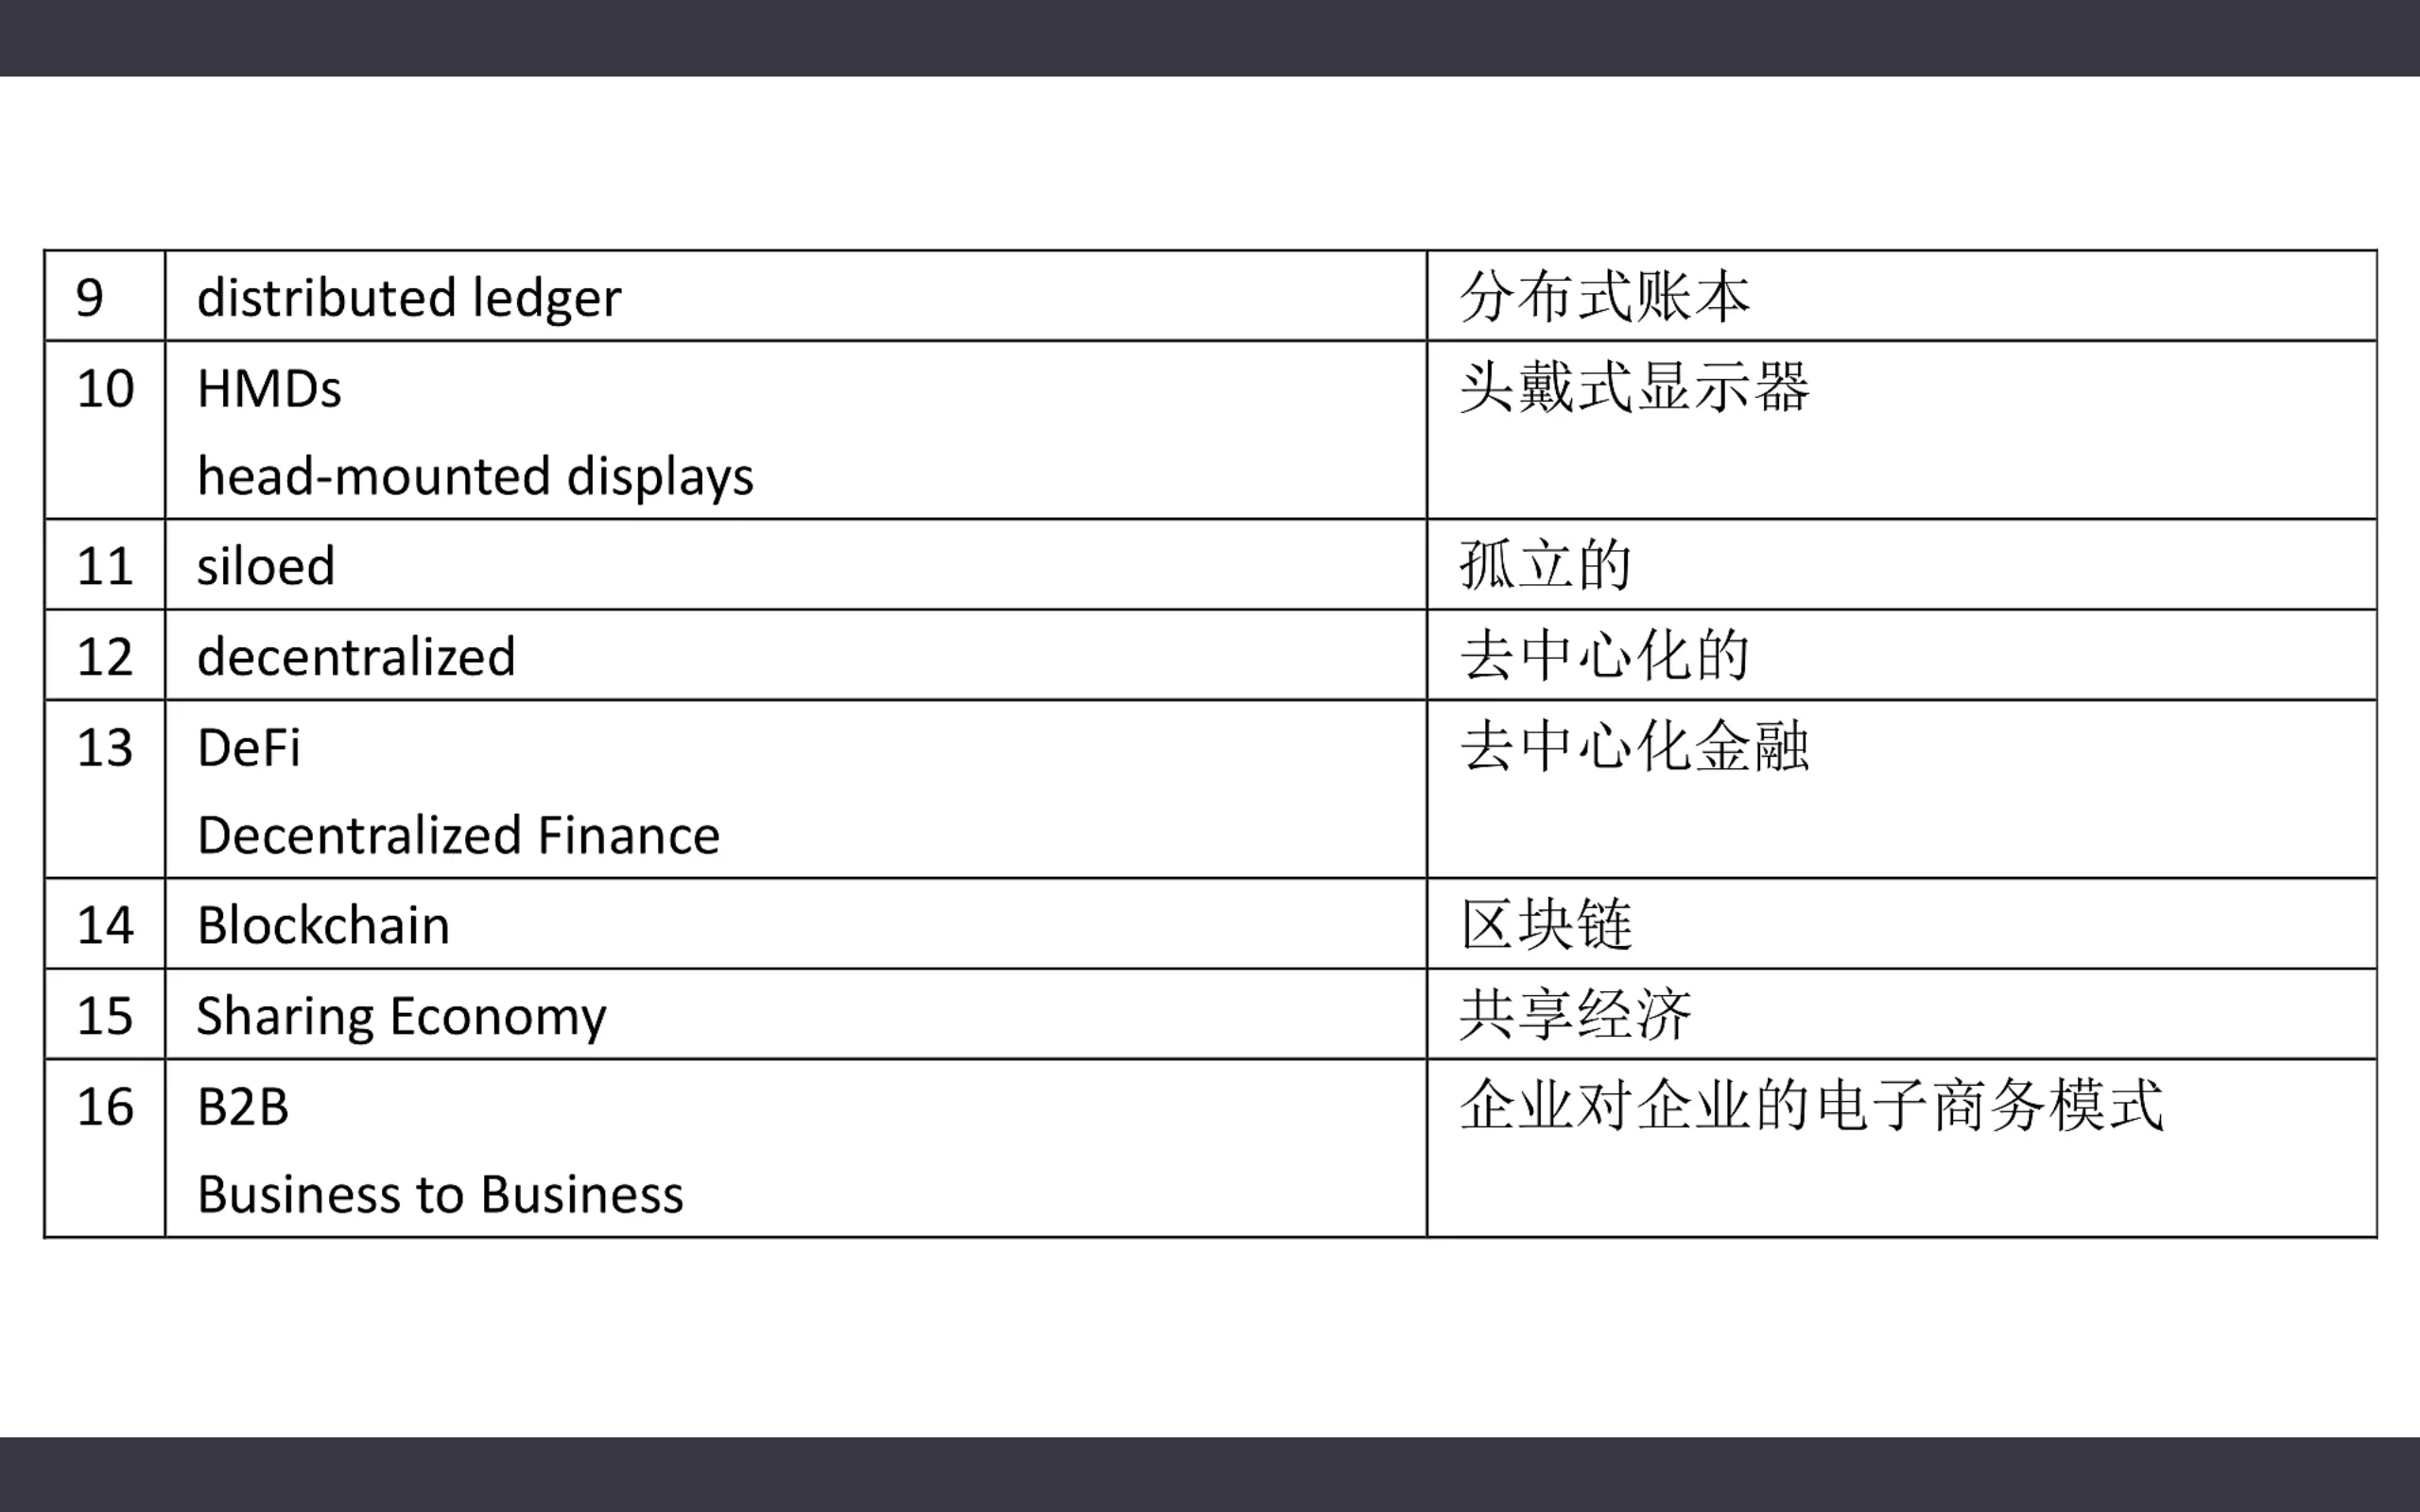 9 distributed ledger 分布式账本
10 HMDs 头戴式显示器
head-mounted displays
11 siloed 孤立的
12 decentralized 去中心化的
13 DeFi 去中心化金融
Decentralized Finance
14 Blockchain 区块链
15 Sharing Economy 共享经济
16 B2B 企业对企业的电子商务模式
Business to Business